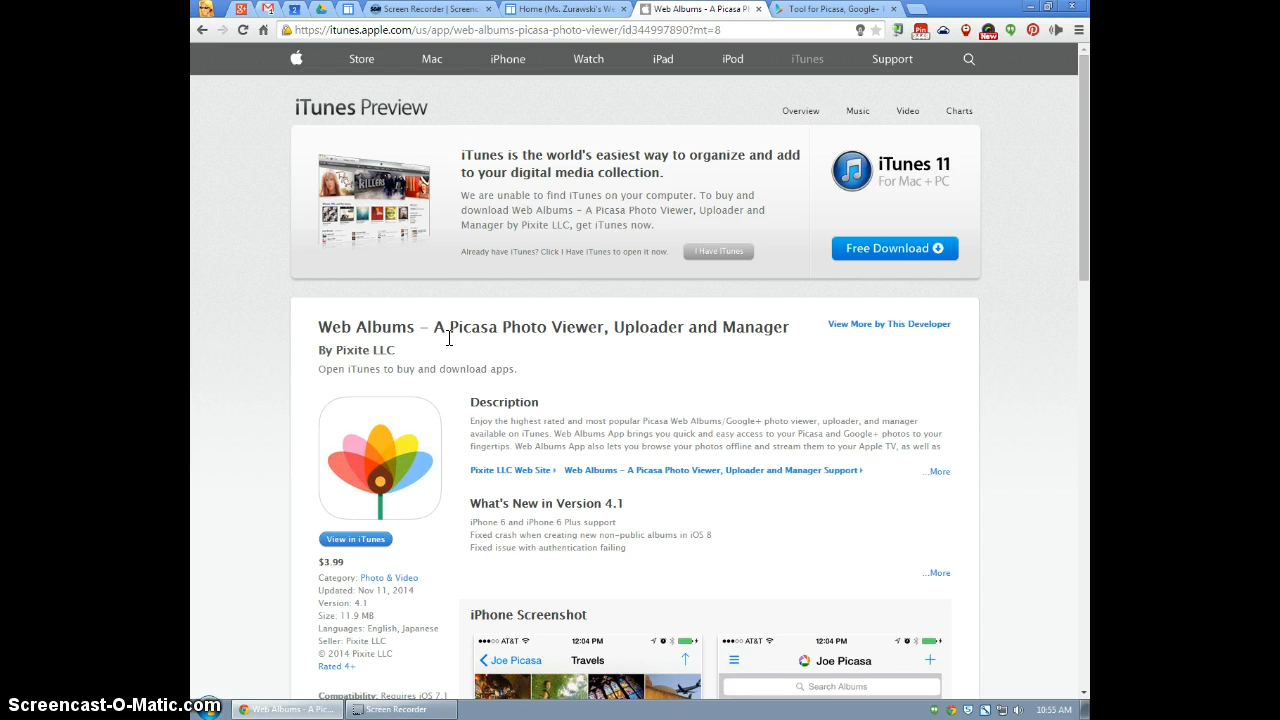 Screen Recorder | Screenc
Home (Ms. Zurawski's We
Web Albums - A Picasa P
Tool for Picasa, Google+
https://itunes.apple.com/us/app/web-albums-picasa-photo-viewer/id344997890?mt=8
Store
Mac
iPhone
Watch
iPad
iPod
iTunes
Support
iTunes Preview
Overview
Music
Video
Charts
iTunes is the world's easiest way to organize and add
to your digital media collection.
We are unable to find iTunes on your computer. To buy and
download Web Albums – A Picasa Photo Viewer, Uploader and
Manager by Pixite LLC, get iTunes now.
Already have iTunes? Click I Have iTunes to open it now.
I Have iTunes
iTunes 11
For Mac + PC
Free Download
Web Albums – A Picasa Photo Viewer, Uploader and Manager
View More by This Developer
By Pixite LLC
Open iTunes to buy and download apps.
Description
Enjoy the highest rated and most popular Picasa Web Albums/Google+ photo viewer, uploader, and manager
available on iTunes. Web Albums App brings you quick and easy access to your Picasa and Google+ photos to your
fingertips. Web Albums App also lets you browse your photos offline and stream them to your Apple TV, as well as
Pixite LLC Web Site
Web Albums – A Picasa Photo Viewer, Uploader and Manager Support
...More
What's New in Version 4.1
iPhone 6 and iPhone 6 Plus support
Fixed crash when creating new non-public albums in iOS 8
Fixed issue with authentication failing
...More
View in iTunes
$3.99
Category: Photo & Video
Updated: Nov 11, 2014
Version: 4.1
Size: 11.9 MB
Languages: English, Japanese
Seller: Pixite LLC
© 2014 Pixite LLC
Rated 4+
Compatibility: Requires iOS 7.1
iPhone Screenshot
AT&T
12:04 PM
Joe Picasa
Travels
AT&T
12:04 PM
Joe Picasa
Search Albums
Screencast-O-Matic.com
Web Albums - A Pic...
Screen Recorder
10:55 AM